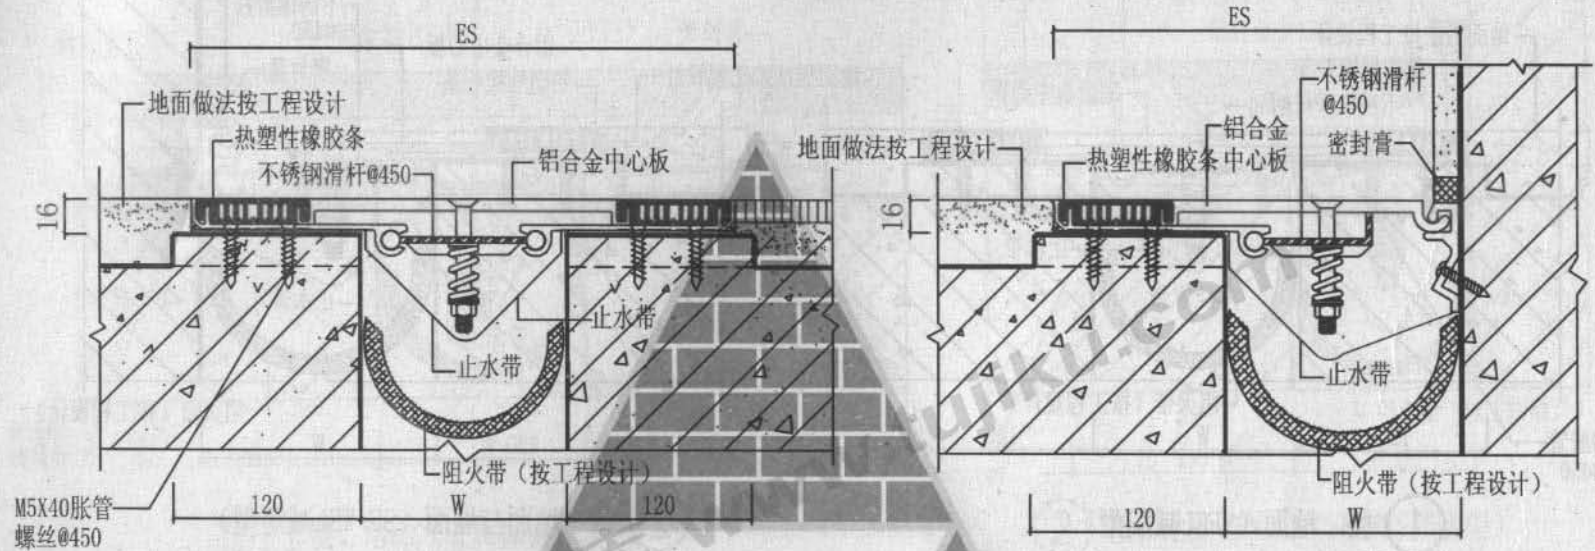 ES
地面做法按工程设计
热塑性橡胶条
不锈钢滑杆@450
铝合金中心板
16
止水带
止水带
阻火带（按工程设计）
M5X40胀管
螺丝@450
120
W
120
ES
不锈钢滑杆
@450
铝合金
中心板
密封膏
地面做法按工程设计
热塑性橡胶条
16
止水带
阻火带（按工程设计）
120
W
www.tujiku.com